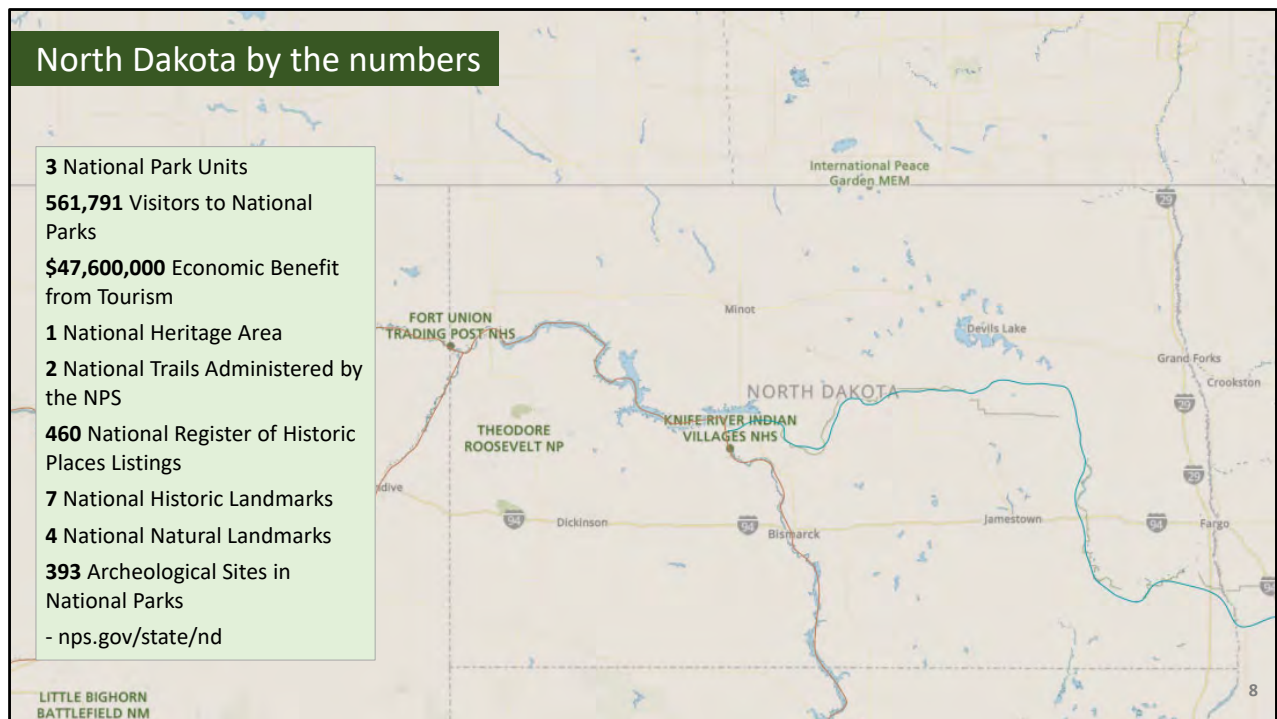 North Dakota by the numbers
3 National Park Units
561,791 Visitors to National
Parks
$47,600,000 Economic Benefit
from Tourism
1 National Heritage Area
2 National Trails Administered by
the NPS
460 National Register of Historic
Places Listings
7 National Historic Landmarks
4 National Natural Landmarks
393 Archeological Sites in
National Parks
- nps.gov/state/nd
International Peace
Garden MEM
29
FORT UNION
TRADING POST NHS
Minot
Devils Lake
Grand Forks
Crookston
29
NORTH DAKOTA
KNIFE RIVER INDIAN
VILLAGES NHS
THEODORE
ROOSEVELT NP
29
ndive
94
Dickinson
94
Bismarck
Jamestown
94
Fargo
94
LITTLE BIGHORN
BATTLEFIELD NM
8